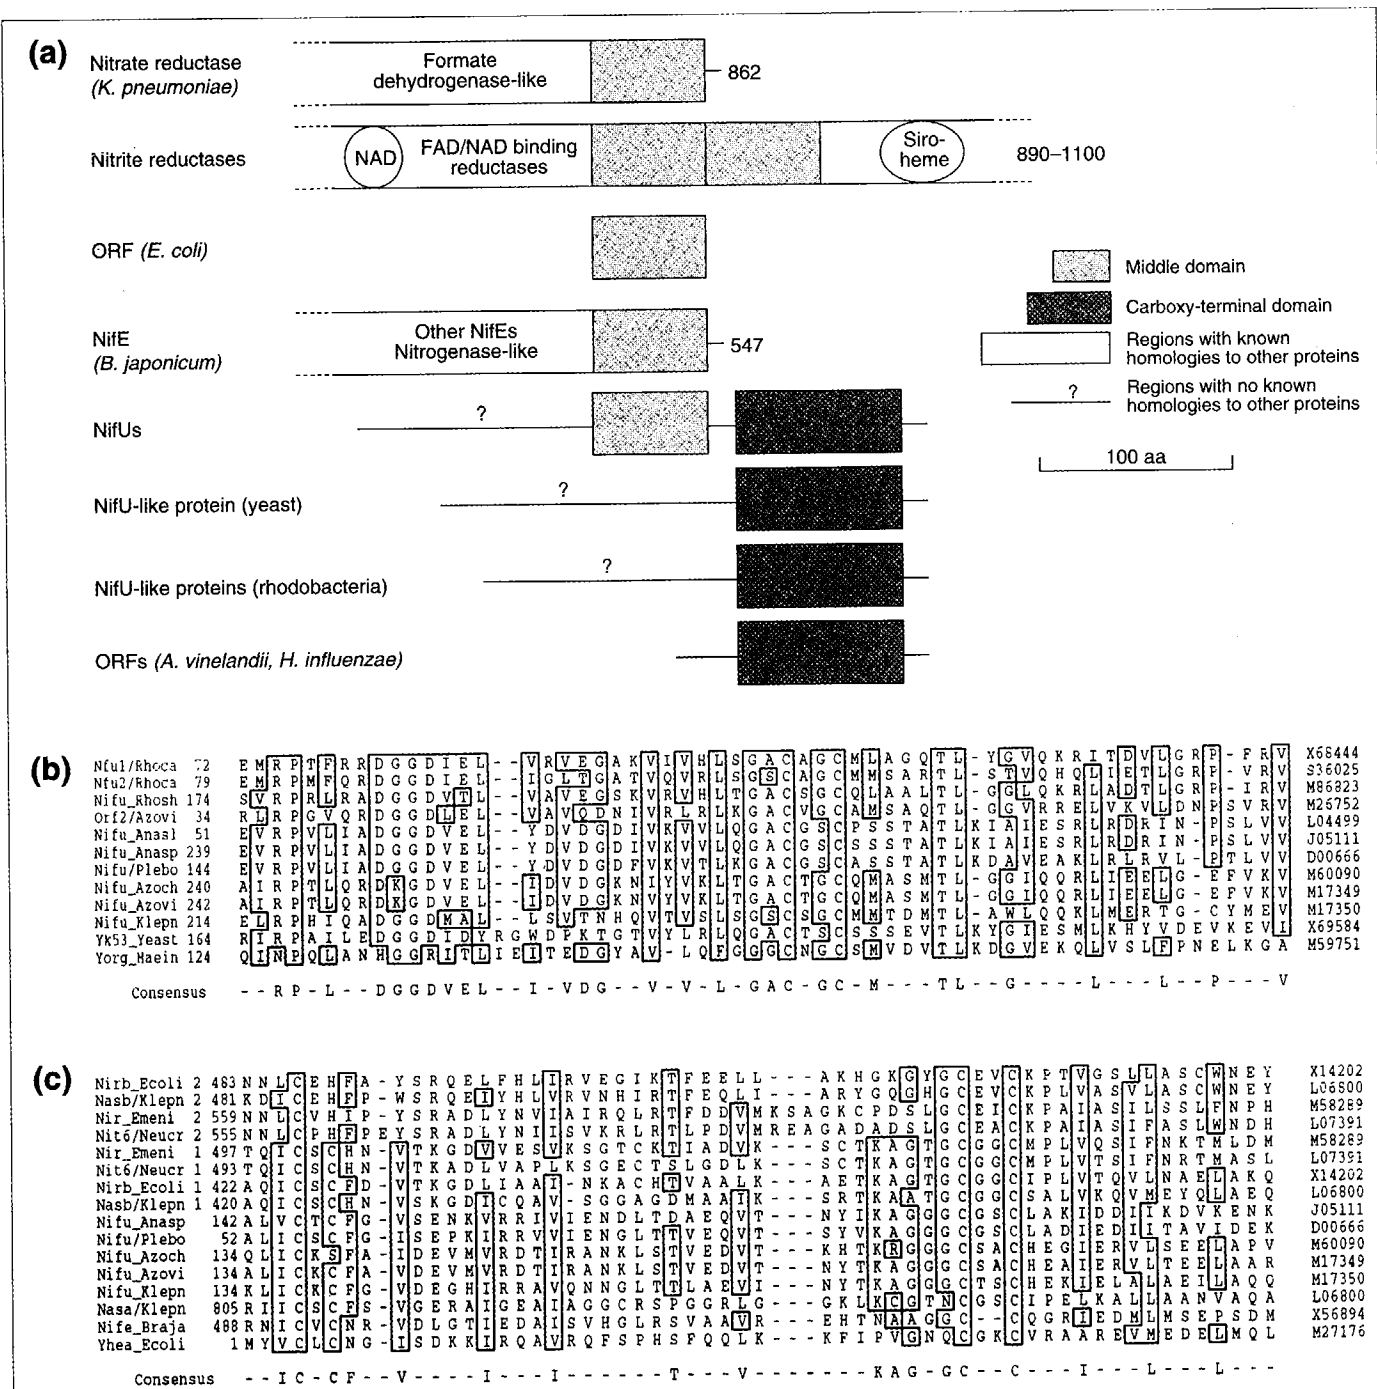 (a)
Nitrate reductase
(K. pneumoniae)
Formate
dehydrogenase-like
862
Nitrite reductases
NAD
FAD/NAD binding
reductases
Siro-
heme
890–1100
ORF (E. coli)
Middle domain
Carboxy-terminal domain
NifE
(B. japonicum)
Other NifEs
Nitrogenase-like
547
Regions with known
homologies to other proteins
?
Regions with no known
homologies to other proteins
NifUs
?
100 aa
NifU-like protein (yeast)
?
NifU-like proteins (rhodobacteria)
?
ORFs (A. vinelandii, H. influenzae)
(b)
Nfu1/Rhoca 72 E M R P T F R R D G G D I E L - - V R V E G A K V I V H L S G A C A G C M L A G Q T L - Y G V Q K R I T D V L G R P - F R V X68444
Nfu2/Rhoca 79 E M R P M F Q R D G G D I E L - - I G L T G A T V Q V R L S G S C A G C M M S A R T L - S T V Q H Q L I E T L G R P - V R V S36025
Nifu_Rhosh 174 S V R P R L R A D G G D V T L - - V A V E G S K V R V H L T G A C S G C Q L A A L T L - G G L Q K R L A D T L G R P - I R V M86823
Orf2/Azovi 34 R L R P G V Q R D G G D L E L - - V A V Q D N I V R L R L K G A C V G C A M S A Q T L - G G V R R E L V K V L D N P S V R V M26752
Nifu_Anasl 51 E V R P V L I A D G G D V E L - - Y D V D G D I V K V V L Q G A C G S C P S S T A T L K I A I E S R L R D R I N - P S L V V L04499
Nifu_Anasp 239 E V R P V L I A D G G D V E L - - Y D V D G D F V K V T L K G A C G S C A S S T A T L K I A I E S R L R D R I N - P S L V V J05111
Nifu/Plebo 144 E V R P V L I A D G G D V E L - - Y D V D G D F V K V T L K G A C G S C A S S T A T L K D A V E A K L R L R V L - P T L V V D00666
Nifu_Azoch 240 A I R P T L Q R D K G D V E L - - I D V D G K N I Y V K L T G A C T G C Q M A S M T L - G G I Q Q R L I E E L G - E F V K V M60090
Nifu_Azovi 242 A I R P T L Q R D K G D V E L - - I D V D G K N V Y V K L T G A C T G C Q M A S M T L - G G I Q Q R L I E E L G - E F V K V M17349
Nifu_Klepn 214 E L R P H I Q A D G G D M A L - - L S V T N H Q V T V S L S G S C S G C M M T D M T L - A W L Q Q K L M E R T G - C Y M E V M17350
Yk53_Yeast 164 R I R P A I L E D G G D I D Y R G W D P K T G T V Y L R L Q G A C T S C S S S E V T L K Y G I E S M L K H Y V D E V K E V I X69584
Yorg_Haein 124 Q I N P Q L A N H G G R I T L I E I T E D G Y A V - L Q F G G G C N G C S M V D V T L K D G V E K Q L V S L F P N E L K G A M59751
Consensus - - R P - L - - D G G D V E L - - I - V D G - - V - V - L - G A C - G C - M - - - T L - - G - - - - L - - - L - - P - - - V
(c)
Nirb_Ecoli 2 483 N N L C E H F A - Y S R Q E L F H L I R V E G I K T F E E L L - - - A K H G K G Y G C E V C K P T V G S L L A S C W N E Y X14202
Nasb/Klepn 2 481 K D I C E H F P - W S R Q E I Y H L V R V N H I R T F E Q L I - - - A R Y G Q G H G C E V C K P L V A S V L A S C W N E Y L06800
Nir_Emeni 2 559 N N L C V H I P - Y S R A D L Y N V I A I R Q L R T F D D V M K S A G K C P D S L G C E I C K P A I A S I L S S L F N P H M58289
Nit6/Neucr 2 555 N N L C P H F P E Y S R A D L Y N I I S V K R L R T L P D V M R E A G A D A D S L G C E A C K P A I A S I F A S L W N D H L07391
Nir_Emeni 1 497 T Q I C S C H N - V T K G D V V E S V K S G T C K T I A D V K - - - S C T K A G T G C G G C M P L V Q S I F N K T M L D M M58289
Nit6/Neucr 1 493 T Q I C S C H N - V T K A D L V A P L K S G E C T S L G D L K - - - S C T K A G T G C G G C M P L V T S I F N R T M A S L L07391
Nirb_Ecoli 1 422 A Q I C S C F D - V T K G D L I A A I - N K A C H T V A A L K - - - A E T K A G T G C G G C I P L V T Q V L N A E L A K Q X14202
Nasb/Klepn 1 420 A Q I C S C H N - V S K G D I C Q A V - S G G A G D M A A I K - - - S R T K A A T G C G G C S A L V K Q V M E Y Q L A E Q L06800
Nifu_Anasp 142 A L V C T C F G - V S E N K V R R I V I E N D L T D A E Q V T - - - N Y I K A G G G C G S C L A K I D D I I K D V K E N K J05111
Nifu/Plebo 52 A L I C S C F G - I S E P K I R R V V I E N D L T T V E Q V T - - - S Y V K A G G G C G S C L A D I E D I I T A V I D E K D00666
Nifu_Azoch 134 Q L I C K S F A - I D E V M V R D T I R A N K L S T V E D V T - - - K H T K R G G G C S A C H E G I E R V L S E E L A P V M60090
Nifu_Azovi 134 A L I C K C F A - V D E V M V R D T I R A N K L S T V E D V T - - - N Y T K A G G G C S A C H E A I E R V L T E E L A A R M17349
Nifu_Klepn 134 K L I C K C F G - V D E G H I R R A V Q N N G L T T L A E V I - - - N Y T K A G G G C T S C H E K I E L A L A E I L A Q Q M17350
Nasa/Klepn 805 R I I C S C F S - V G E R A I G E A I A G G C R S P G G R L G - - - G K L K C G T N C G S C I P E L K A L L A A N V A Q A L06800
Nife_Braja 488 R N I C V C N R - V D L G T I E D A I S V H G L R S V A A V R - - - E H T N A A G G C - C Q G R I E D M L M S E P S D M X56894
Yhea_Ecoli 1 M Y V C L C N G - I S D K K I R Q A V R Q F S P H S F Q Q L K - - - K F I P V G N Q C G K C V R A A R E V M E D E L M Q L M27176
Consensus - - I C - C F - - V - - - - I - - - I - - - - - - T - - - V - - - - - - - K A G - G C - - C - - - I - - - L - - - L - - -